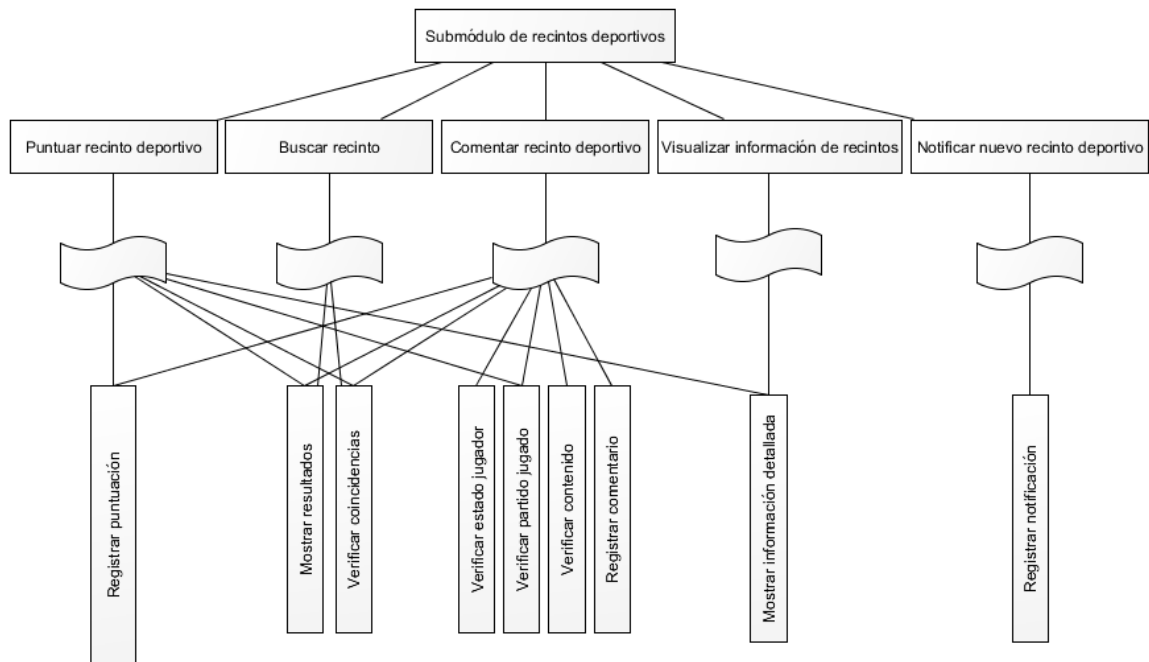 Submódulo de recintos deportivos
Puntuar recinto deportivo
Buscar recinto
Comentar recinto deportivo
Visualizar información de recintos
Notificar nuevo recinto deportivo
Registrar puntuación
Mostrar resultados
Verificar coincidencias
Verificar estado jugador
Verificar partido jugado
Verificar contenido
Registrar comentario
Mostrar información detallada
Registrar notificación